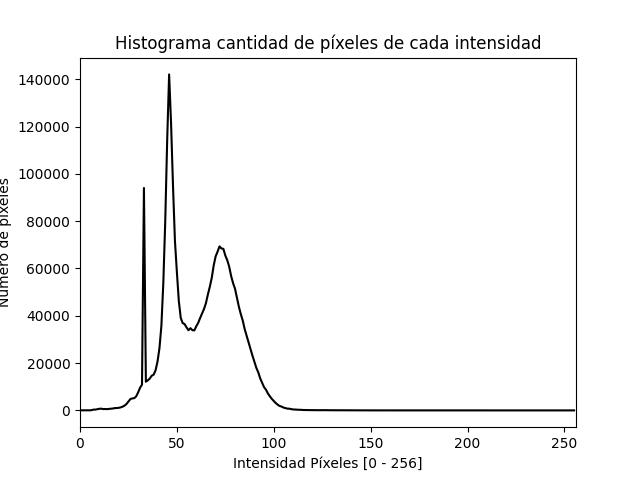 Histograma cantidad de píxeles de cada intensidad
140000
120000
100000
80000
60000
40000
20000
0
Número de píxeles
0 50 100 150 200 250
Intensidad Píxeles [0 - 256]